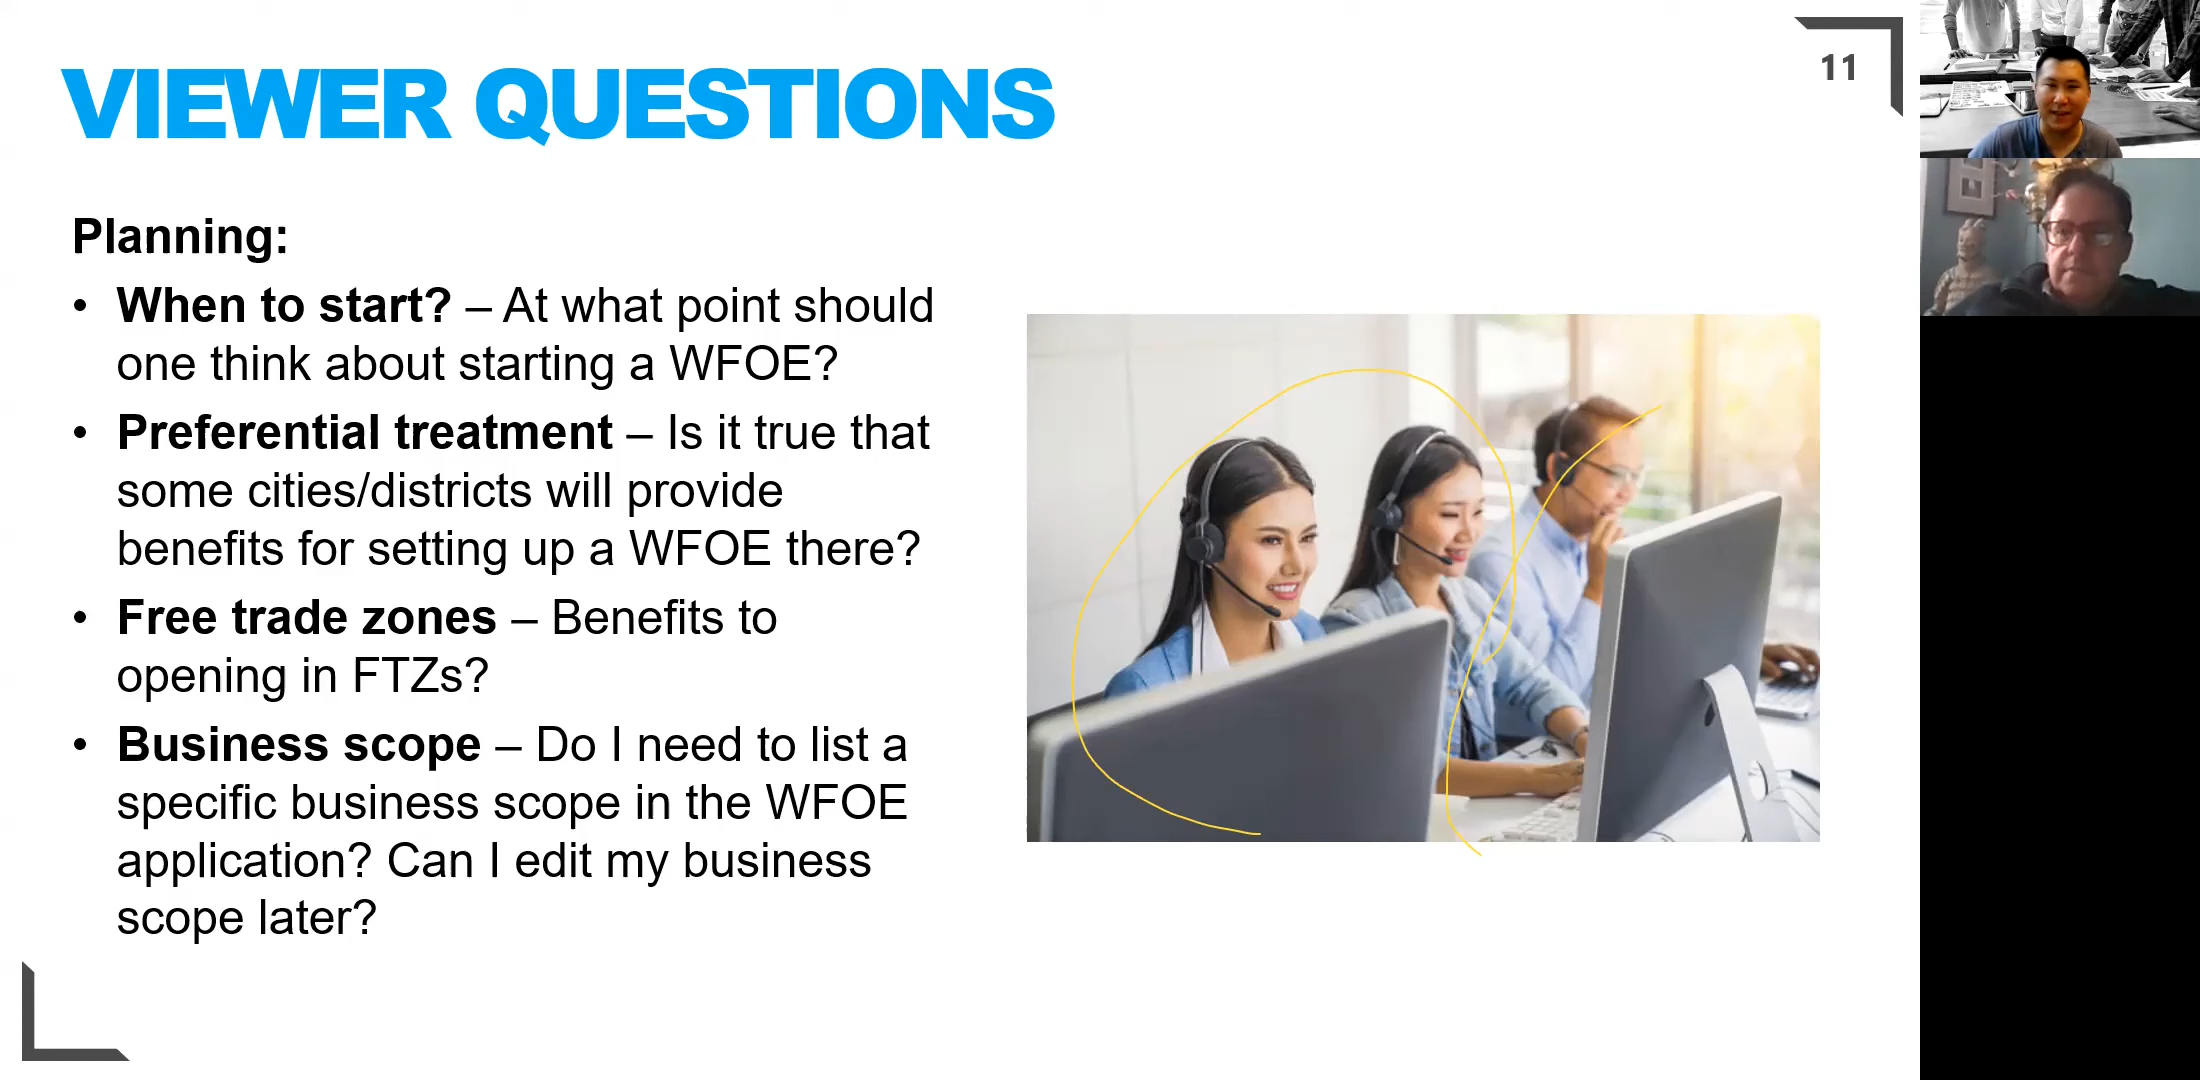 VIEWER QUESTIONS
11
Planning:
• When to start? – At what point should
one think about starting a WFOE?
• Preferential treatment – Is it true that
some cities/districts will provide
benefits for setting up a WFOE there?
• Free trade zones – Benefits to
opening in FTZs?
• Business scope – Do I need to list a
specific business scope in the WFOE
application? Can I edit my business
scope later?